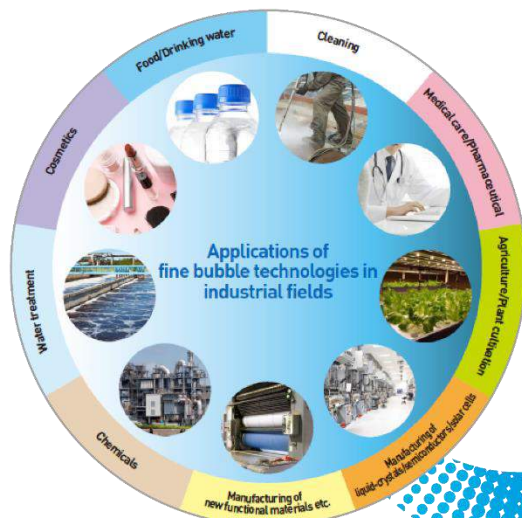 Food/Drinking water
Cleaning
Medical care/Pharmaceutical
Agriculture/Plant cultivation
Manufacturing of
liquid-crystals/semiconductors/solar cells
Manufacturing of
new functional materials etc.
Chemicals
Water treatment
Cosmetics
Applications of
fine bubble technologies in
industrial fields